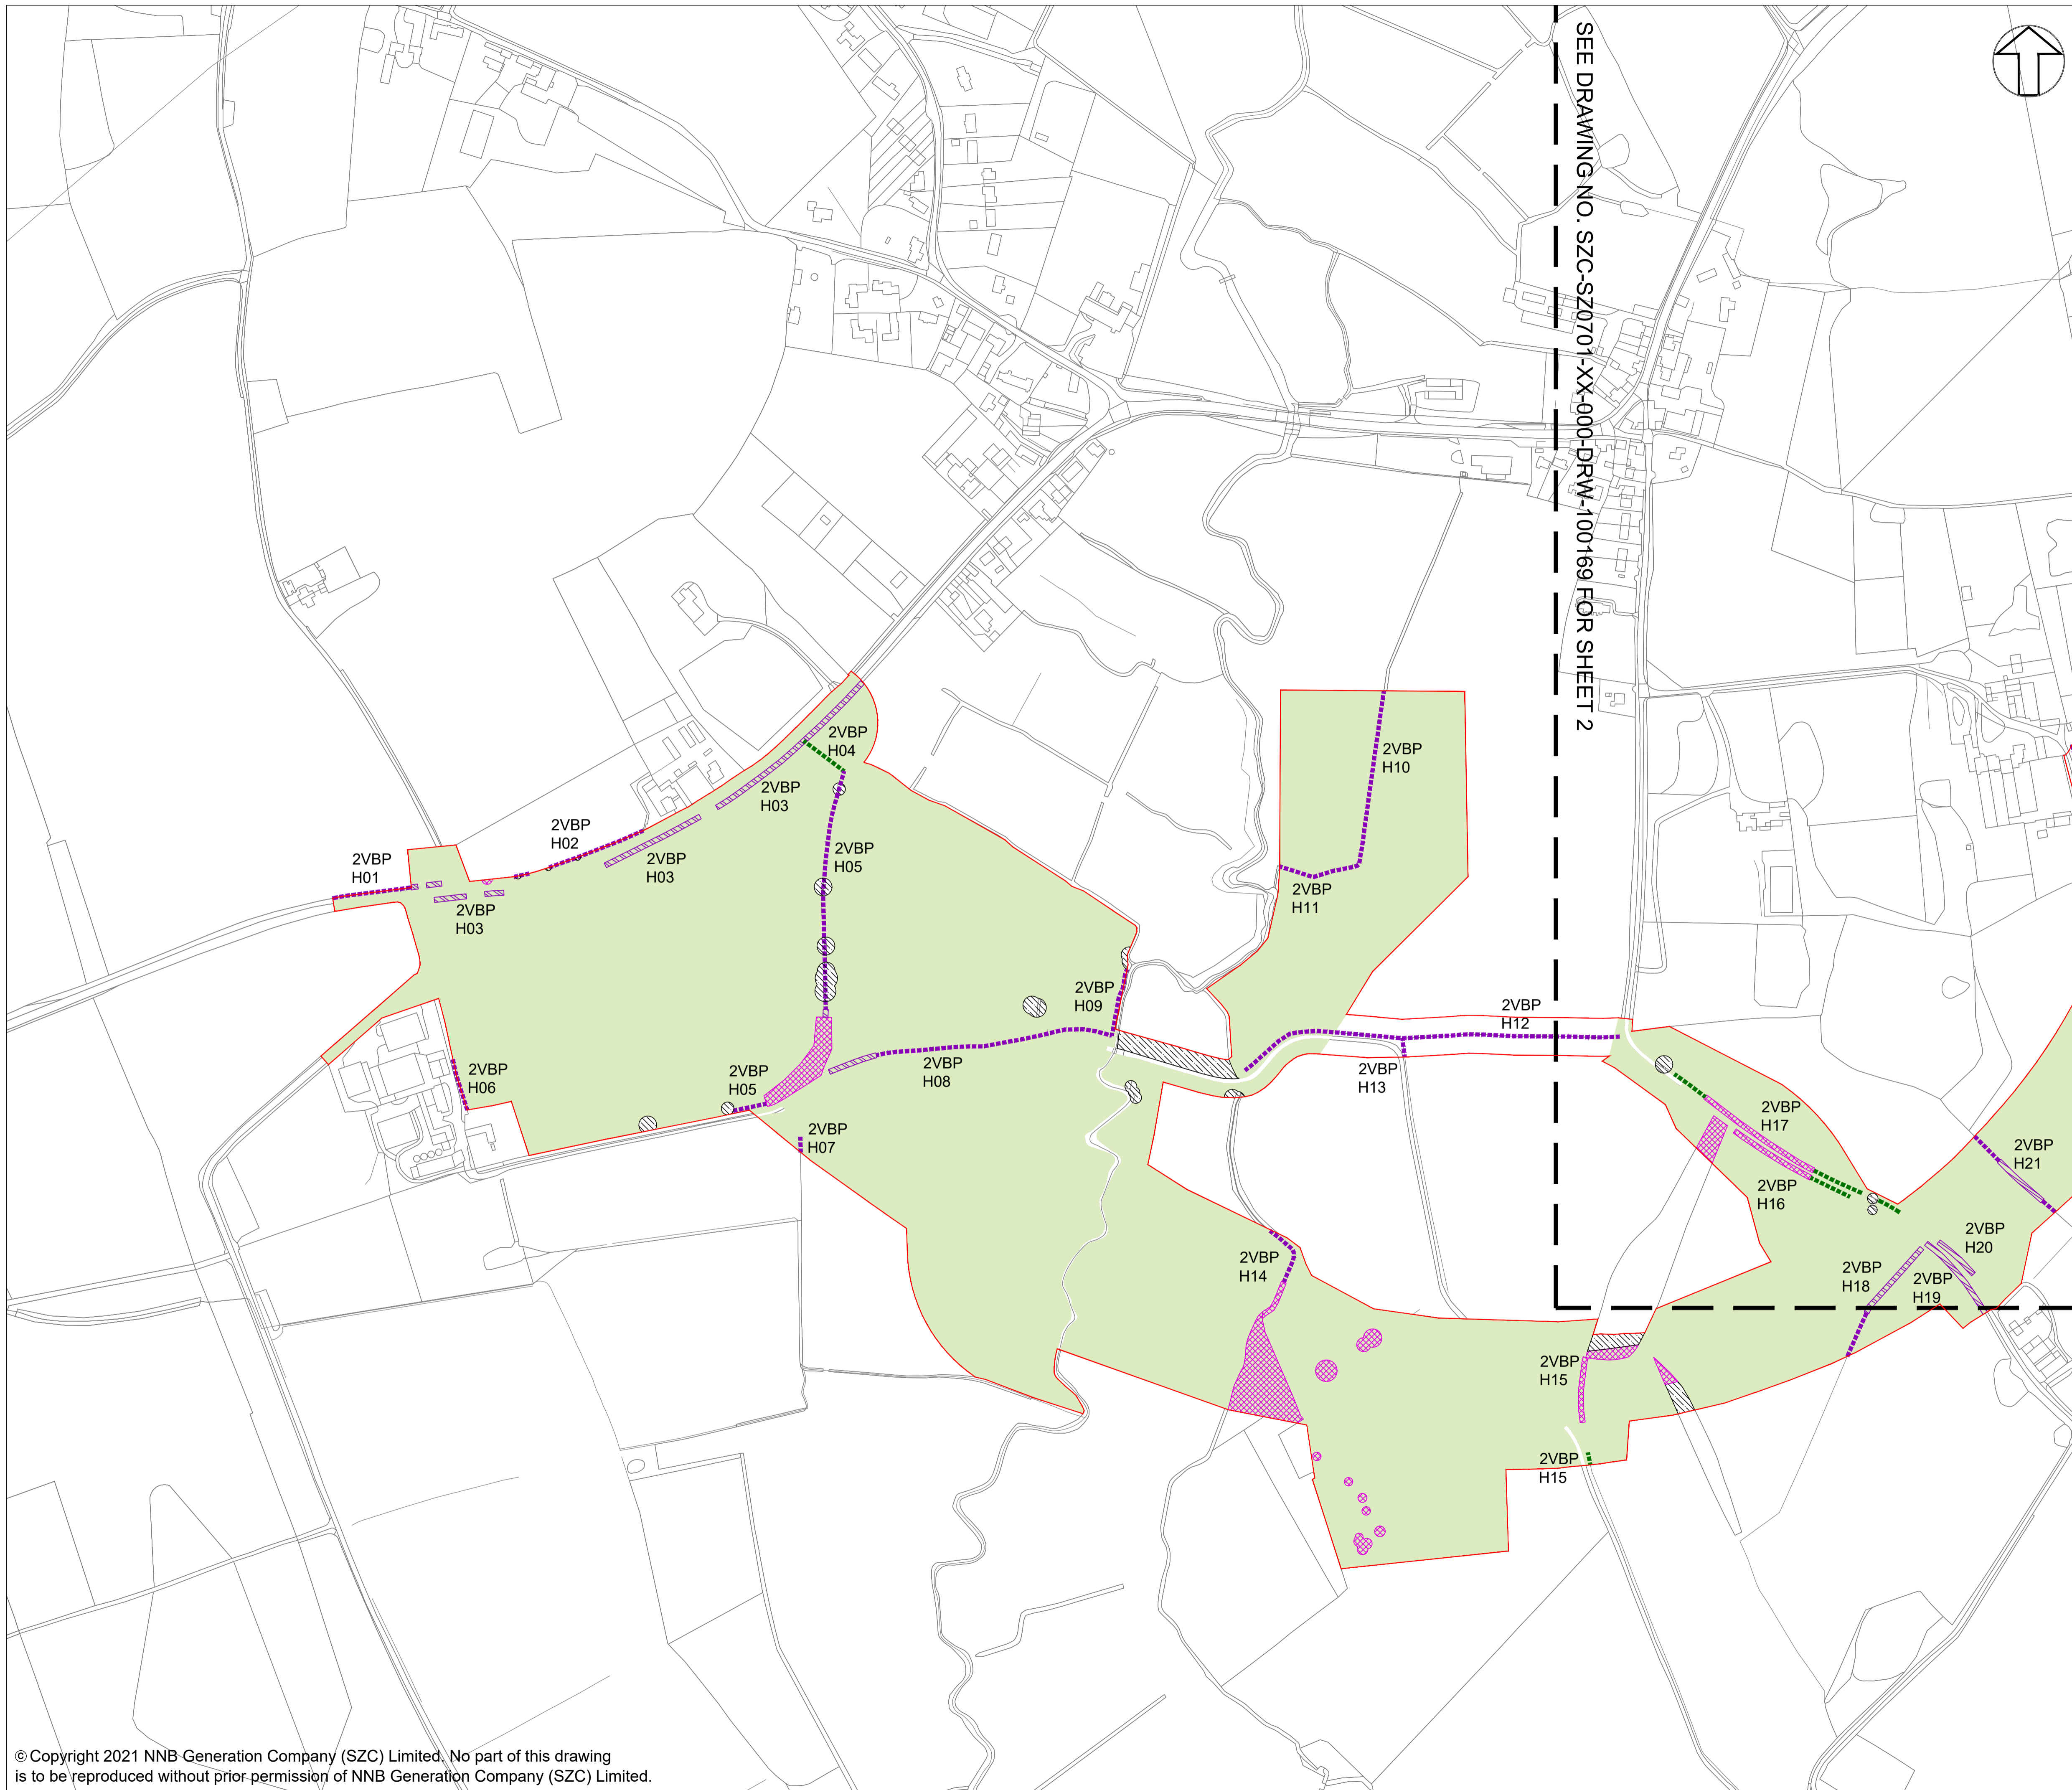 SEE DRAWING NO. SZC-SZ0701-XX-000-DRW-100169 FOR SHEET 2
2VBP
H04
2VBP
H10
2VBP
H03
2VBP
H02
2VBP
H05
2VBP
H01
2VBP
H03
2VBP
H11
2VBP
H03
2VBP
H09
2VBP
H12
2VBP
H06
2VBP
H05
2VBP
H08
2VBP
H13
2VBP
H17
2VBP
H07
2VBP
H21
2VBP
H16
2VBP
H20
2VBP
H14
2VBP
H18
2VBP
H19
2VBP
H15
2VBP
H15
© Copyright 2021 NNB Generation Company (SZC) Limited. No part of this drawing
is to be reproduced without prior permission of NNB Generation Company (SZC) Limited.